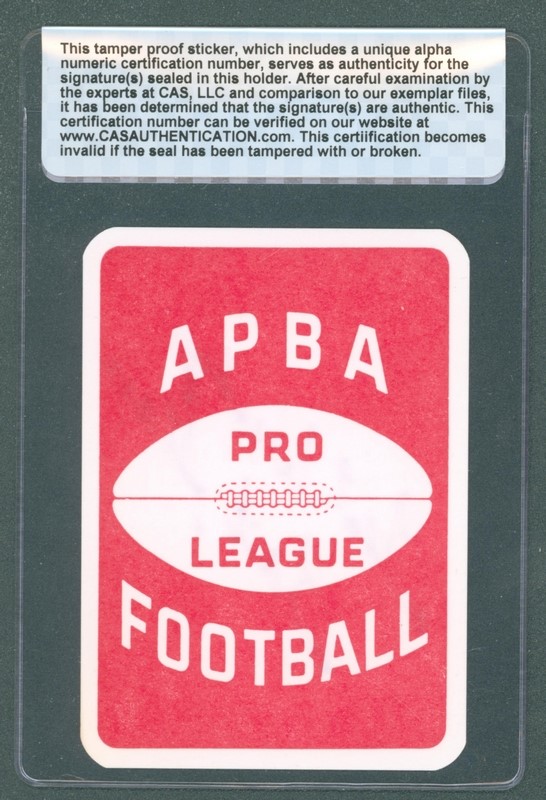 This tamper proof sticker, which includes a unique alpha
numeric certification number, serves as authenticity for the
signature(s) sealed in this holder. After careful examination by
the experts at CAS, LLC and comparison to our exemplar files,
it has been determined that the signature(s) are authentic. This
certification number can be verified on our website at
www.CASAUTHENTICATION.com. This certiification becomes
invalid if the seal has been tampered with or broken.
APBA
PRO
LEAGUE
FOOTBALL